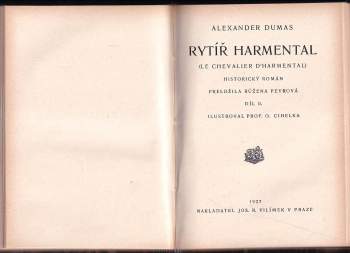 ALEXANDER DUMAS
RYTÍŘ HARMENTAL
(LE CHEVALIER D'HARMENTAL)
HISTORICKÝ ROMÁN
PŘELOŽILA RŮŽENA PEYROVÁ
DÍL II.
ILUSTROVAL PROF. O. CIHELKA
1925
NAKLADATEL JOS. R. VILÍMEK V PRAZE